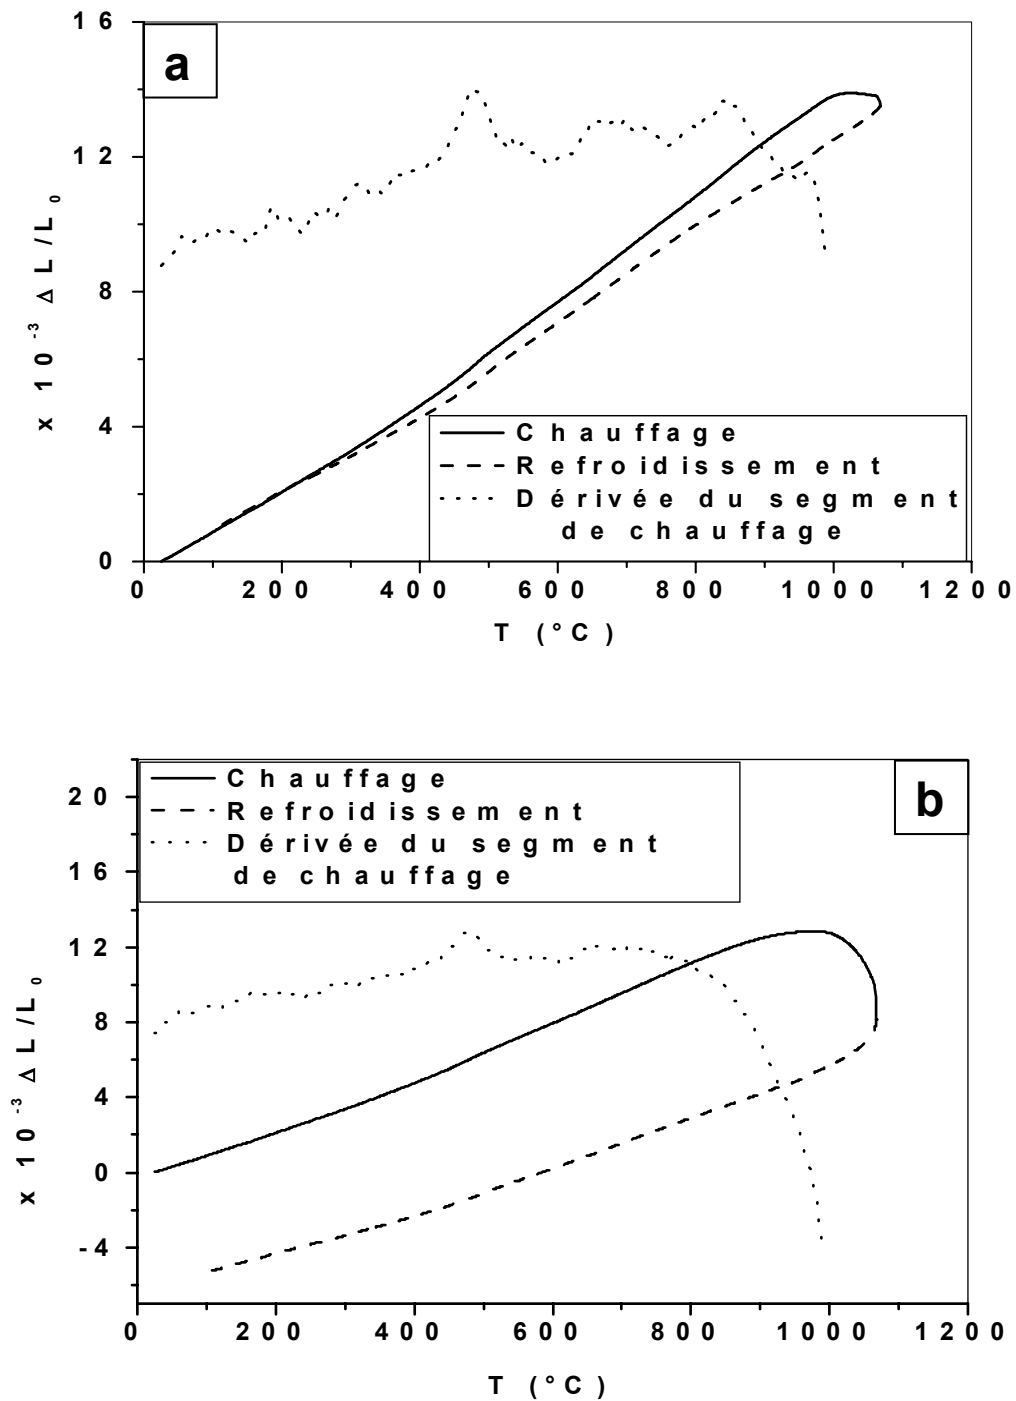 16
a
12
8
4
0
x 10⁻³ Δ L/L₀
Chauffage
Refroidissement
Dérivée du segment
de chauffage
0 200 400 600 800 1000 1200
T (°C)
Chauffage
Refroidissement
Dérivée du segment
de chauffage
b
20
16
12
8
4
0
-4
x 10⁻³ Δ L/L₀
0 200 400 600 800 1000 1200
T (°C)